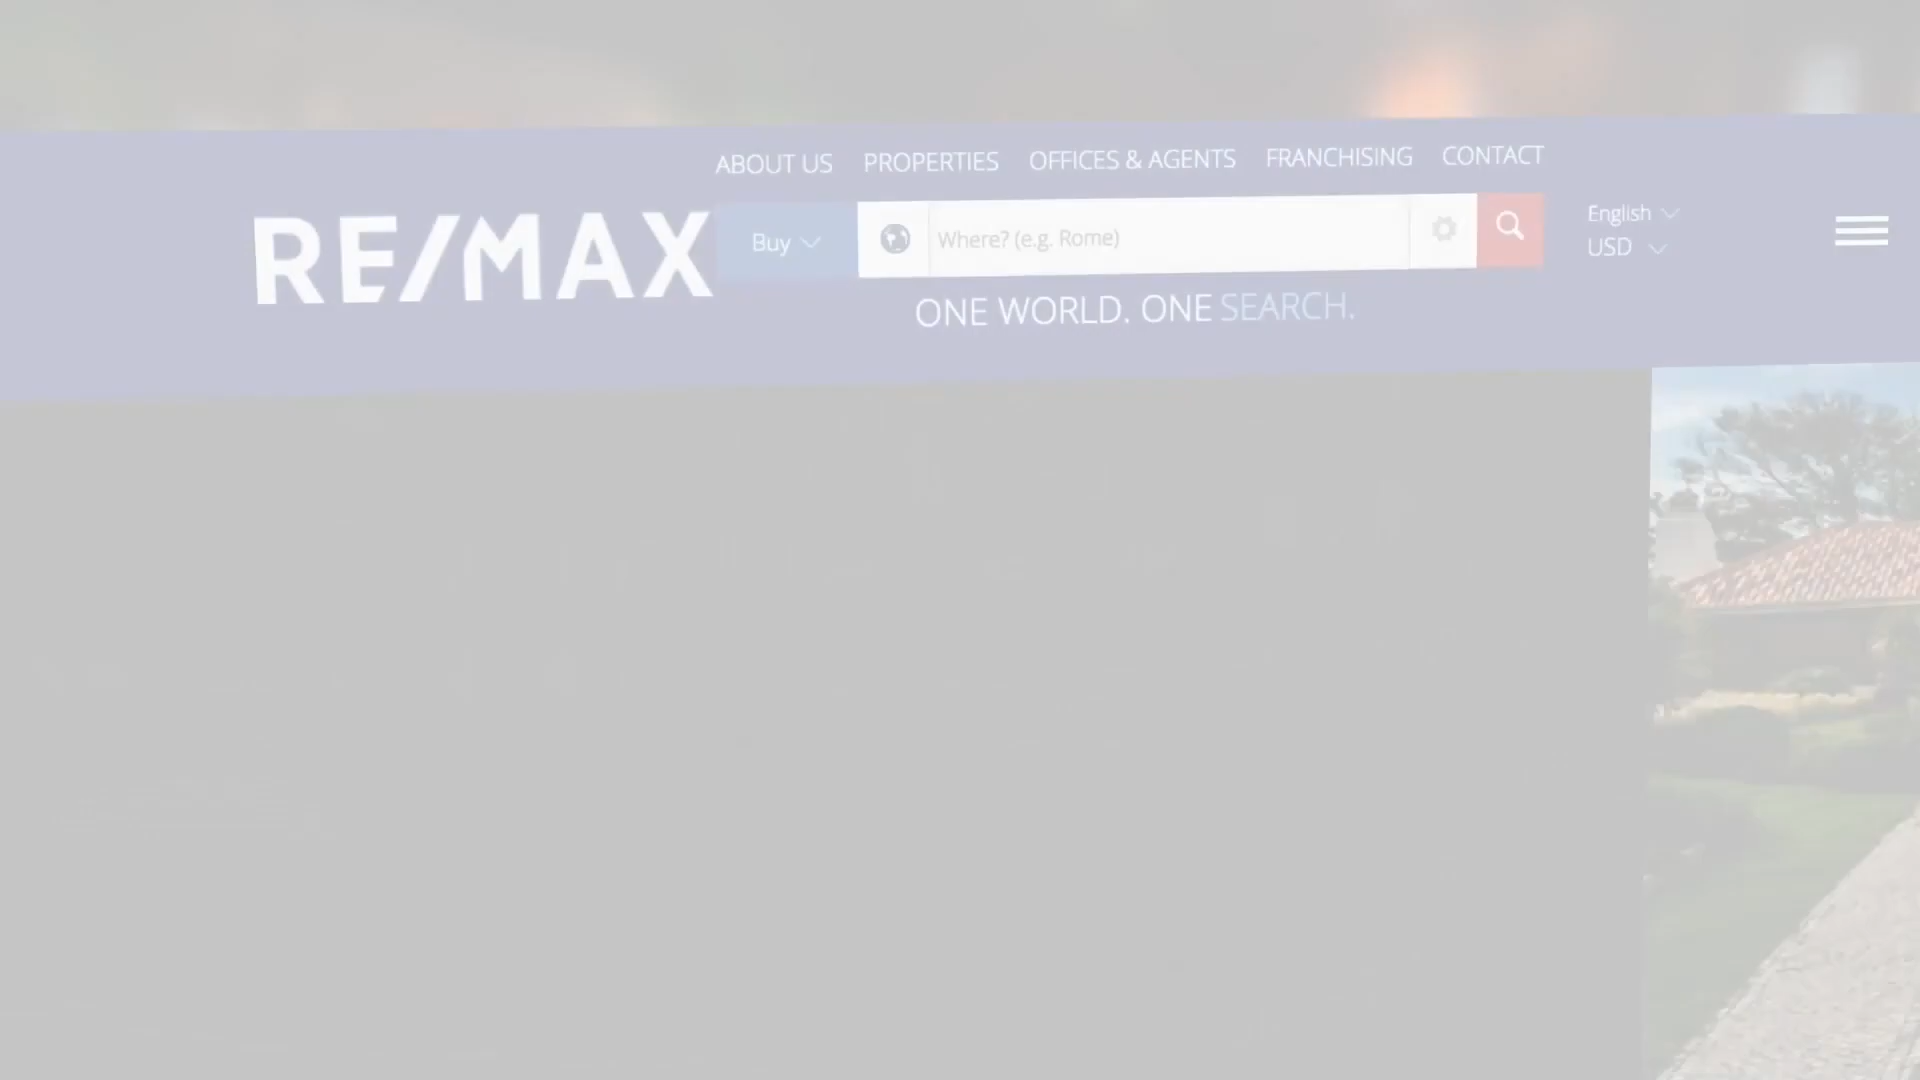 ABOUT US PROPERTIES OFFICES & AGENTS FRANCHISING CONTACT
RE/MAX
Buy
Where? (e.g. Rome)
English
USD
ONE WORLD. ONE SEARCH.